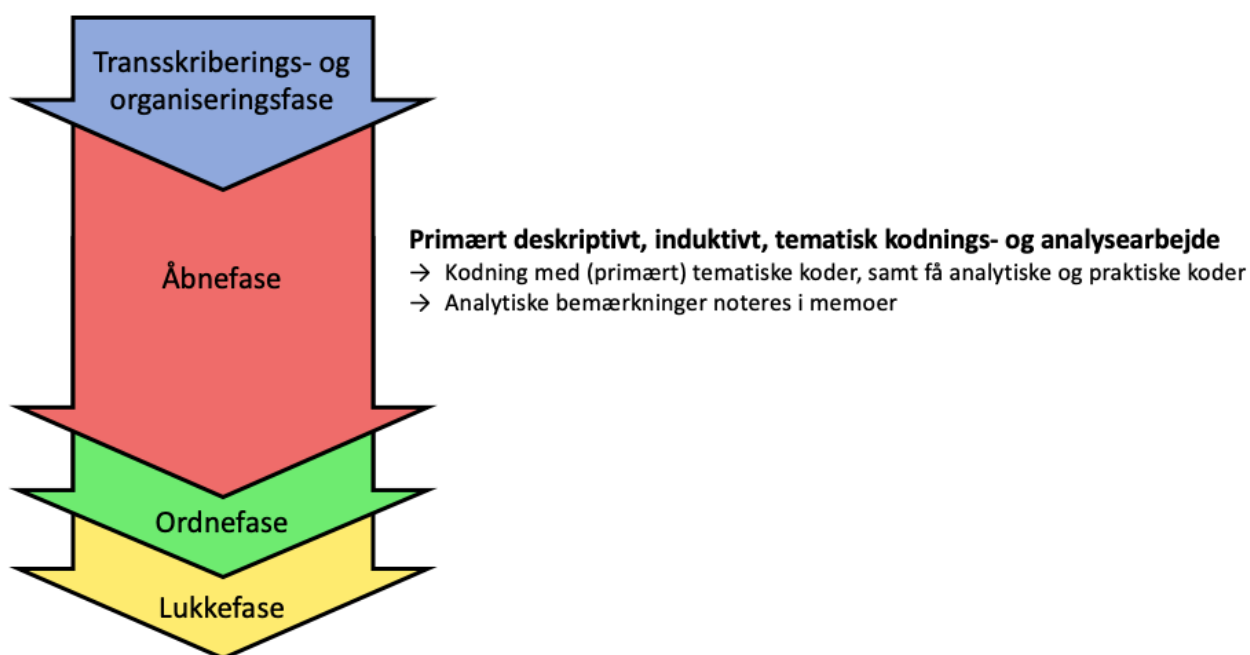 Transskriberings- og
organiseringsfase
Åbnefase
Primært deskriptivt, induktivt, tematisk kodnings- og analysearbejde
→ Kodning med (primært) tematiske koder, samt få analytiske og praktiske koder
→ Analytiske bemærkninger noteres i memoer
Ordnefase
Lukkefase